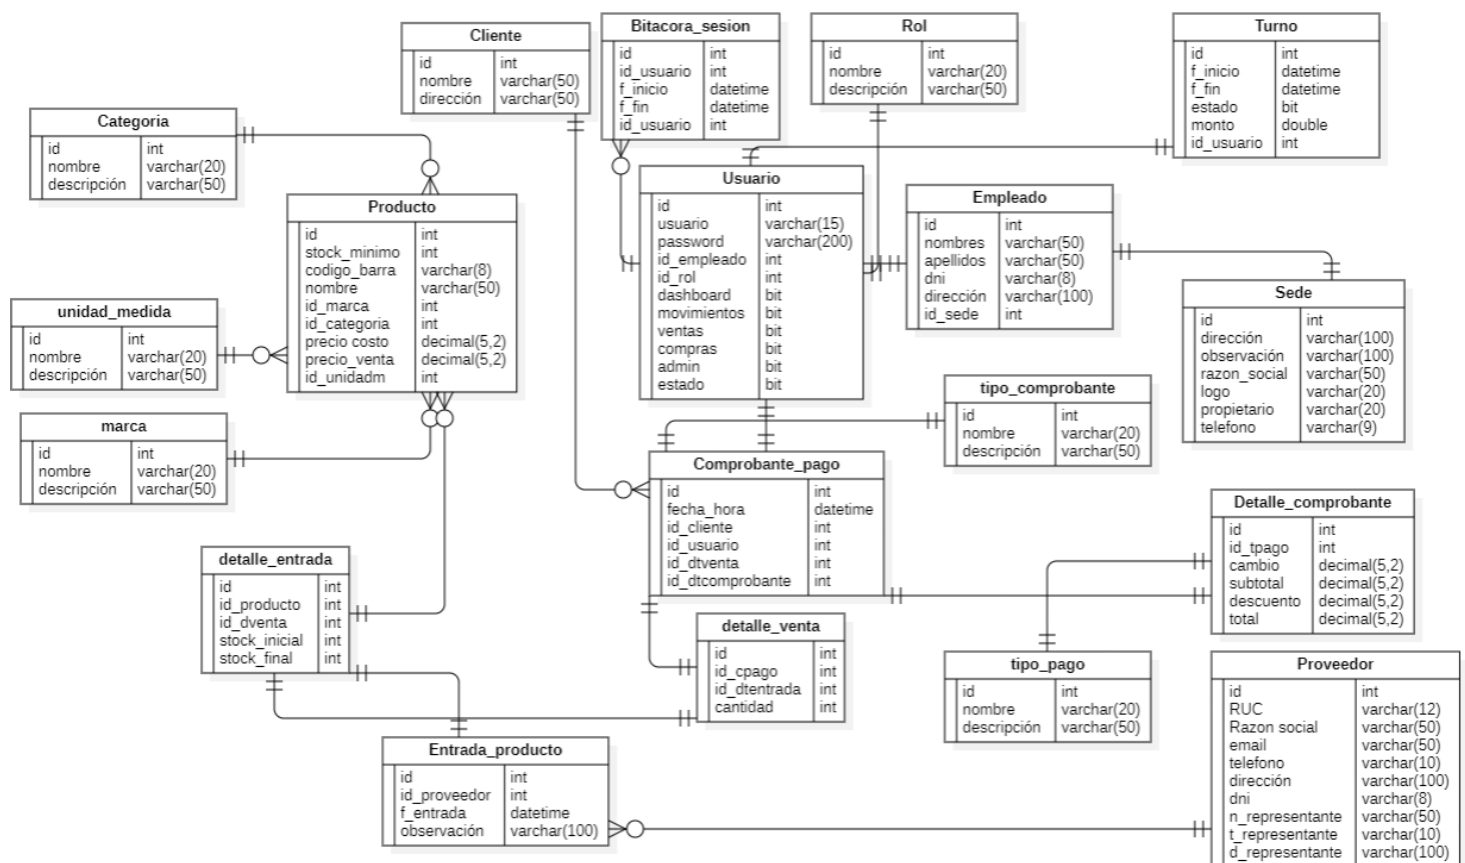 Cliente
id int
nombre varchar(50)
dirección varchar(50)
Bitacora_sesion
id int
id_usuario int
f_inicio datetime
f_fin datetime
id_usuario int
Rol
id int
nombre varchar(20)
descripción varchar(50)
Turno
id int
f_inicio datetime
f_fin datetime
estado bit
monto double
id_usuario int
Categoria
id int
nombre varchar(20)
descripción varchar(50)
Producto
id int
stock_minimo int
codigo_barra varchar(8)
nombre varchar(50)
id_marca int
id_categoria int
precio costo decimal(5,2)
precio_venta decimal(5,2)
id_unidadm int
Usuario
id int
usuario varchar(15)
password varchar(200)
id_empleado int
id_rol int
dashboard bit
movimientos bit
ventas bit
compras bit
admin bit
estado bit
Empleado
id int
nombres varchar(50)
apellidos varchar(50)
dni varchar(8)
dirección varchar(100)
id_sede int
Sede
id int
dirección varchar(100)
observación varchar(100)
razon_social varchar(50)
logo varchar(20)
propietario varchar(20)
telefono varchar(9)
unidad_medida
id int
nombre varchar(20)
descripción varchar(50)
marca
id int
nombre varchar(20)
descripción varchar(50)
tipo_comprobante
id int
nombre varchar(20)
descripción varchar(50)
Comprobante_pago
id int
fecha_hora datetime
id_cliente int
id_usuario int
id_dtventa int
id_dtcomprobante int
Detalle_comprobante
id int
id_tpago int
cambio decimal(5,2)
subtotal decimal(5,2)
descuento decimal(5,2)
total decimal(5,2)
detalle_entrada
id int
id_producto int
id_dventa int
stock_inicial int
stock_final int
detalle_venta
id int
id_cpago int
id_dtentrada int
cantidad int
tipo_pago
id int
nombre varchar(20)
descripción varchar(50)
Proveedor
id int
RUC varchar(12)
Razon social varchar(50)
email varchar(50)
telefono varchar(10)
dirección varchar(100)
dni varchar(8)
n_representante varchar(50)
t_representante varchar(10)
d_representante varchar(100)
Entrada_producto
id int
id_proveedor int
f_entrada datetime
observación varchar(100)